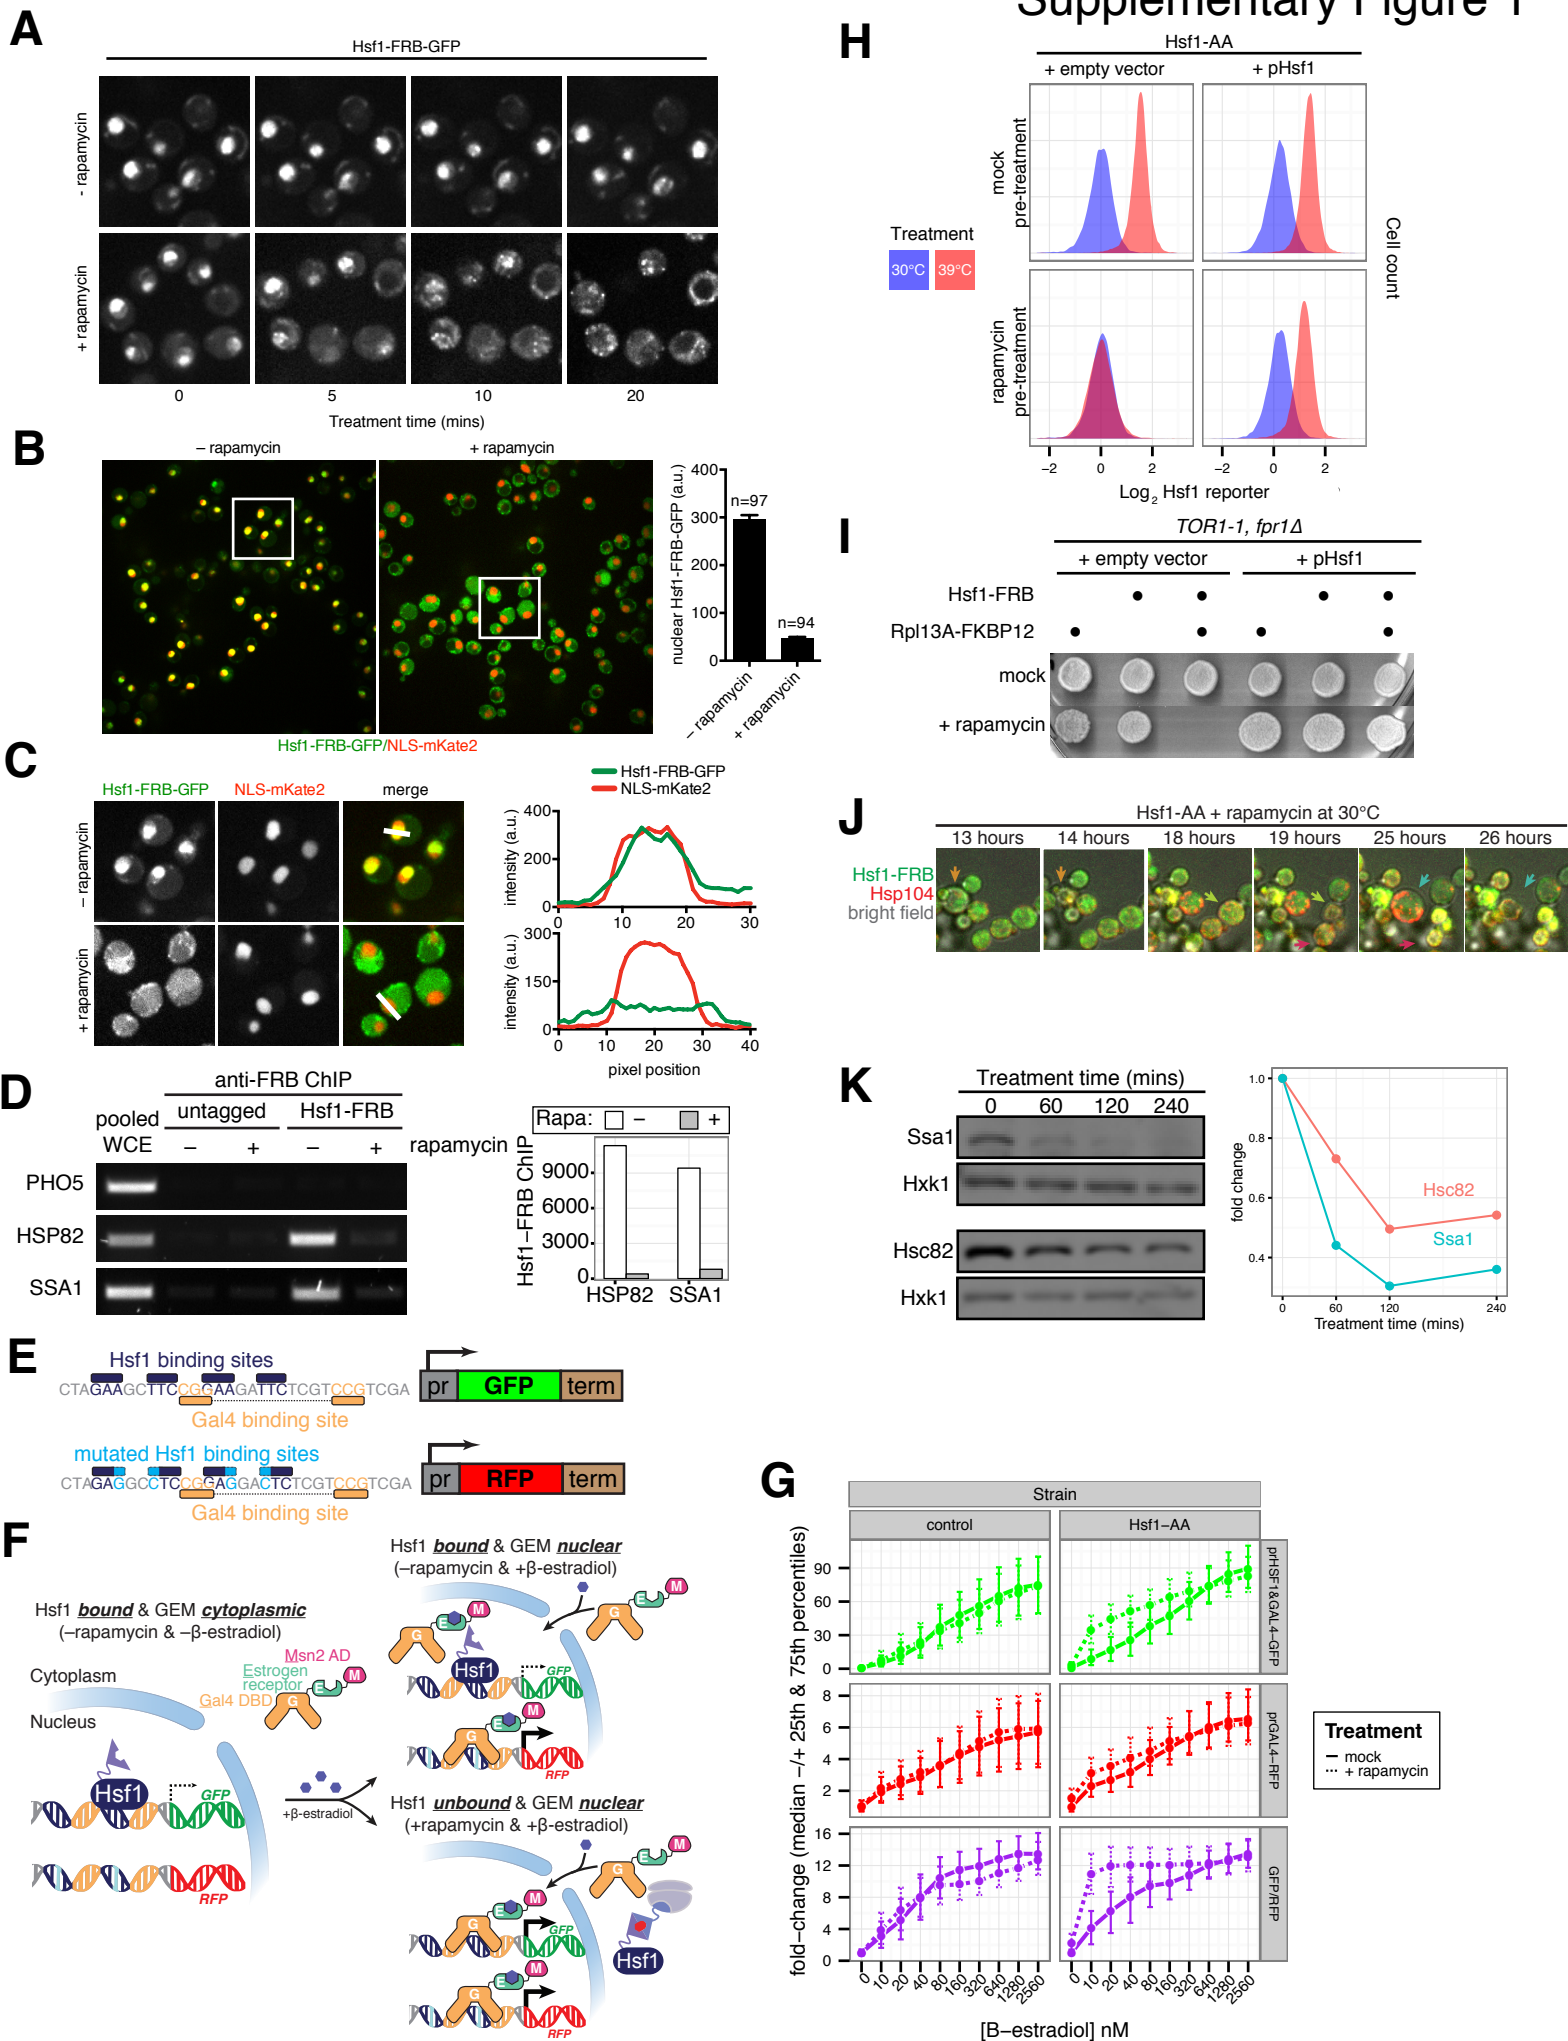 Supplementary Figure 1
A
Hsf1-FRB-GFP
- rapamycin
+ rapamycin
0 5 10 20
Treatment time (mins)
B
– rapamycin + rapamycin
Hsf1-FRB-GFP/NLS-mKate2
nuclear Hsf1-FRB-GFP (a.u.)
400
300
200
100
0
n=97
n=94
– rapamycin
+ rapamycin
C
Hsf1-FRB-GFP NLS-mKate2 merge
– rapamycin
+ rapamycin
Hsf1-FRB-GFP
NLS-mKate2
intensity (a.u.)
400
200
0
0 10 20 30
intensity (a.u.)
300
150
0
0 10 20 30 40
pixel position
D
anti-FRB ChIP
pooled WCE untagged Hsf1-FRB
– + – + rapamycin
PHO5
HSP82
SSA1
Rapa: – +
Hsf1–FRB ChIP
9000
6000
3000
0
HSP82 SSA1
E
Hsf1 binding sites
CTAGAAGCTTCCGGAAGATTCTCGTCCGTCGA
Gal4 binding site
pr GFP term
mutated Hsf1 binding sites
CTAGAGGCCTCCGGAGGACTCTCGTCCGTCGA
Gal4 binding site
pr RFP term
F
Hsf1 bound & GEM cytoplasmic
(–rapamycin & –β-estradiol)
Cytoplasm
Nucleus
Msn2 AD
Estrogen
receptor
Gal4 DBD
G E M
Hsf1
GFP
RFP
+β-estradiol
Hsf1 bound & GEM nuclear
(–rapamycin & +β-estradiol)
G E M
G E M
Hsf1
GFP
G E M
RFP
Hsf1 unbound & GEM nuclear
(+rapamycin & +β-estradiol)
G E M
G E M
GFP
Hsf1
G E M
RFP
G
Strain
control Hsf1–AA
fold–change (median –/+ 25th & 75th percentiles)
90
60
30
0
prHSF1&GAL4–GFP
8
6
4
2
prGAL4–RFP
16
12
8
4
0
GFP/RFP
0 10 20 40 80 160 320 640 1280 2560
0 10 20 40 80 160 320 640 1280 2560
[B–estradiol] nM
Treatment
mock
+ rapamycin
H
Hsf1-AA
+ empty vector + pHsf1
mock
pre-treatment
rapamycin
pre-treatment
Cell count
Treatment
30°C 39°C
−2 0 2 −2 0 2
Log2 Hsf1 reporter
I
TOR1-1, fpr1Δ
+ empty vector + pHsf1
Hsf1-FRB
Rpl13A-FKBP12
mock
+ rapamycin
J
Hsf1-AA + rapamycin at 30°C
13 hours 14 hours 18 hours 19 hours 25 hours 26 hours
Hsf1-FRB
Hsp104
bright field
K
Treatment time (mins)
0 60 120 240
Ssa1
Hxk1
Hsc82
Hxk1
fold change
1.0
0.8
0.6
0.4
Hsc82
Ssa1
0 60 120 240
Treatment time (mins)